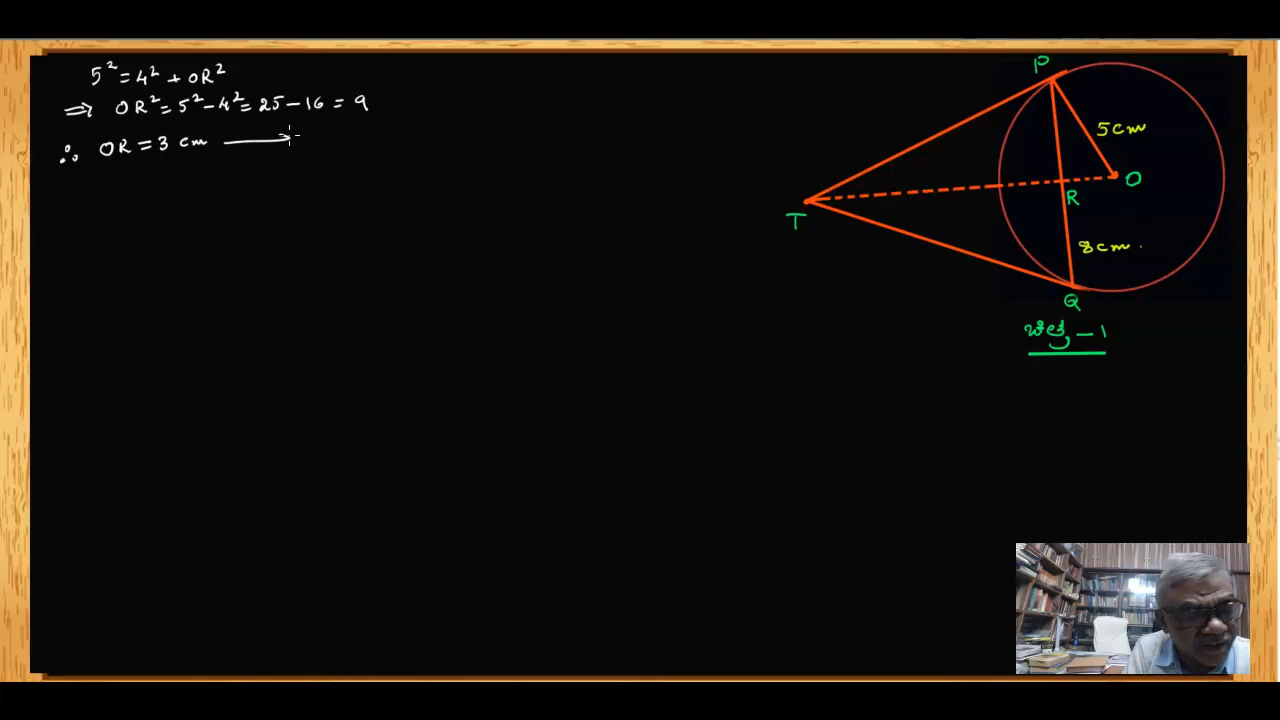 5² = 4² + OR²
⇒ OR² = 5² – 4² = 25 – 16 = 9
∴ OR = 3 cm ⟶
P
5cm
O
R
T
8cm.
Q
– 1